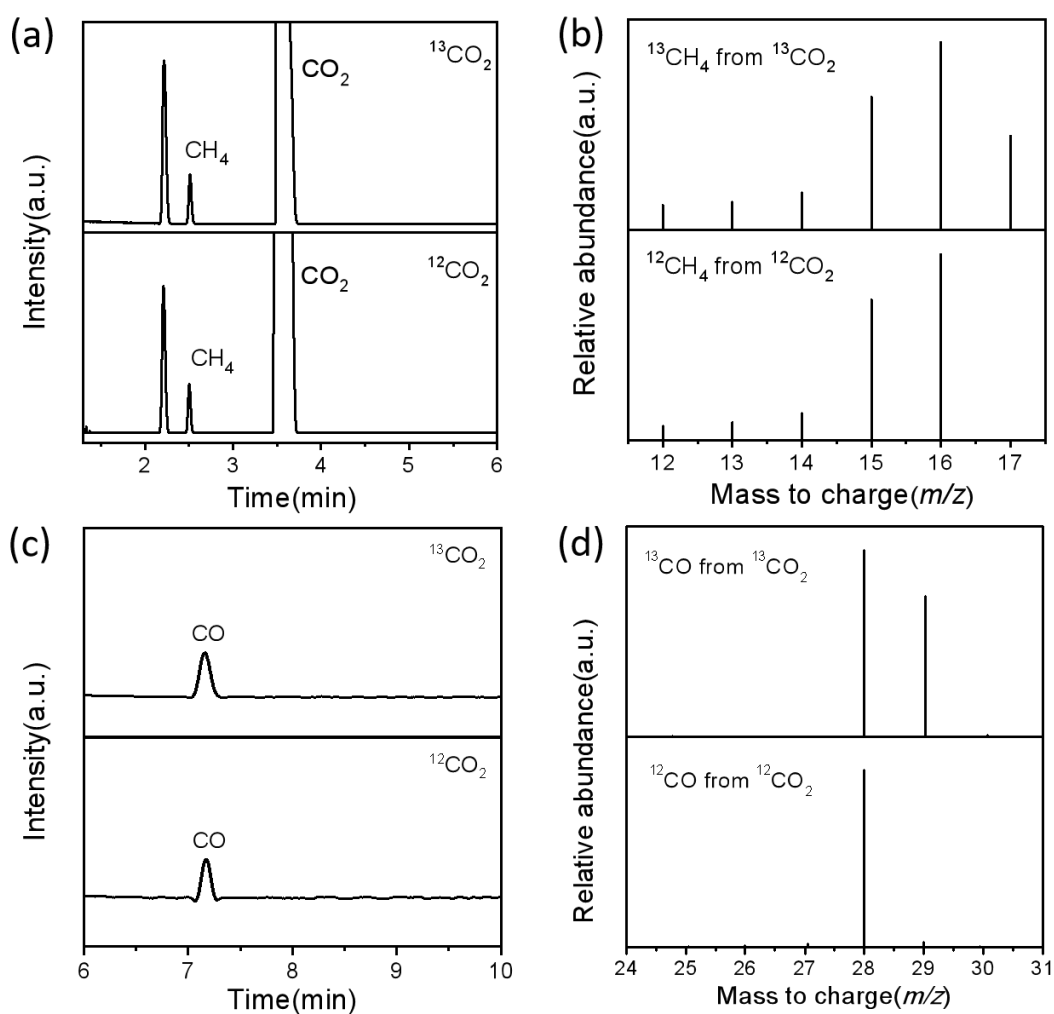 (a)
¹³CO₂
CO₂
CH₄
¹²CO₂
CO₂
CH₄
Intensity(a.u.)
2 3 4 5 6
Time(min)
(b)
¹³CH₄ from ¹³CO₂
¹²CH₄ from ¹²CO₂
Relative abundance(a.u.)
12 13 14 15 16 17
Mass to charge(m/z)
(c)
¹³CO₂
CO
¹²CO₂
CO
Intensity(a.u.)
6 7 8 9 10
Time(min)
(d)
¹³CO from ¹³CO₂
¹²CO from ¹²CO₂
Relative abundance(a.u.)
24 25 26 27 28 29 30 31
Mass to charge(m/z)